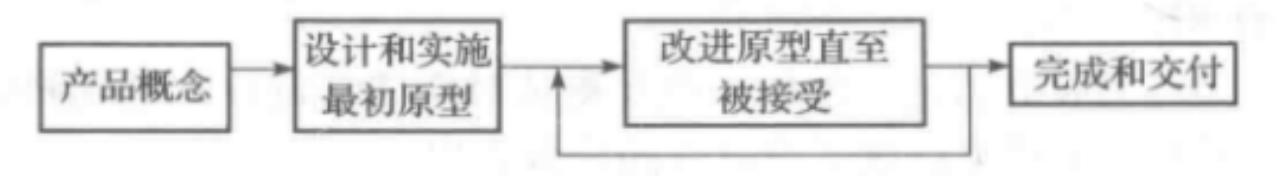 产品概念
设计和实施
最初原型
改进原型直至
被接受
完成和交付